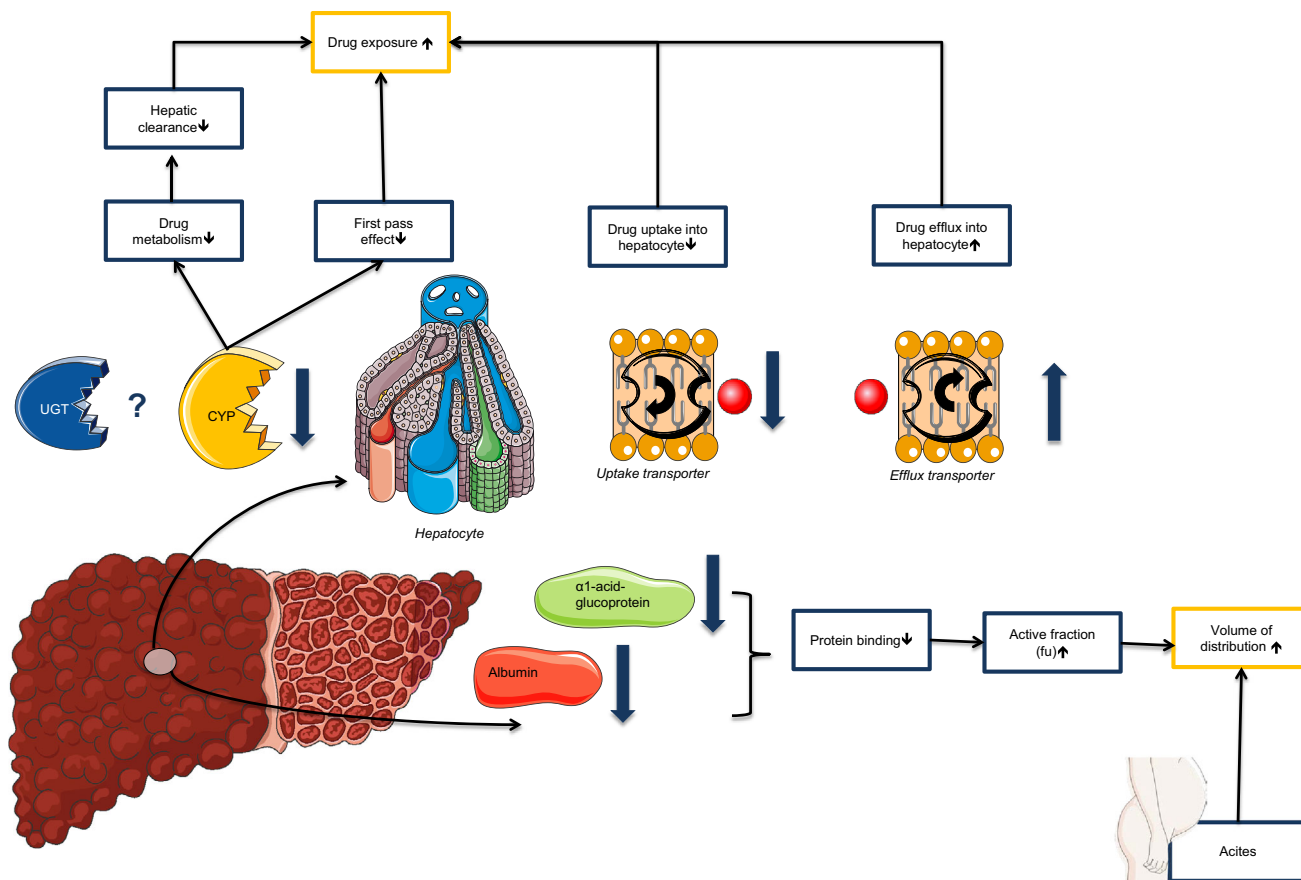 Drug exposure ↑
Hepatic
clearance↓
Drug
metabolism↓
First pass
effect↓
Drug uptake into
hepatocyte↓
Drug efflux into
hepatocyte↑
UGT
?
CYP
Uptake transporter
Efflux transporter
Hepatocyte
α1-acid-
glucoprotein
Albumin
Protein binding↓
Active fraction
(fu)↑
Volume of
distribution ↑
Acites